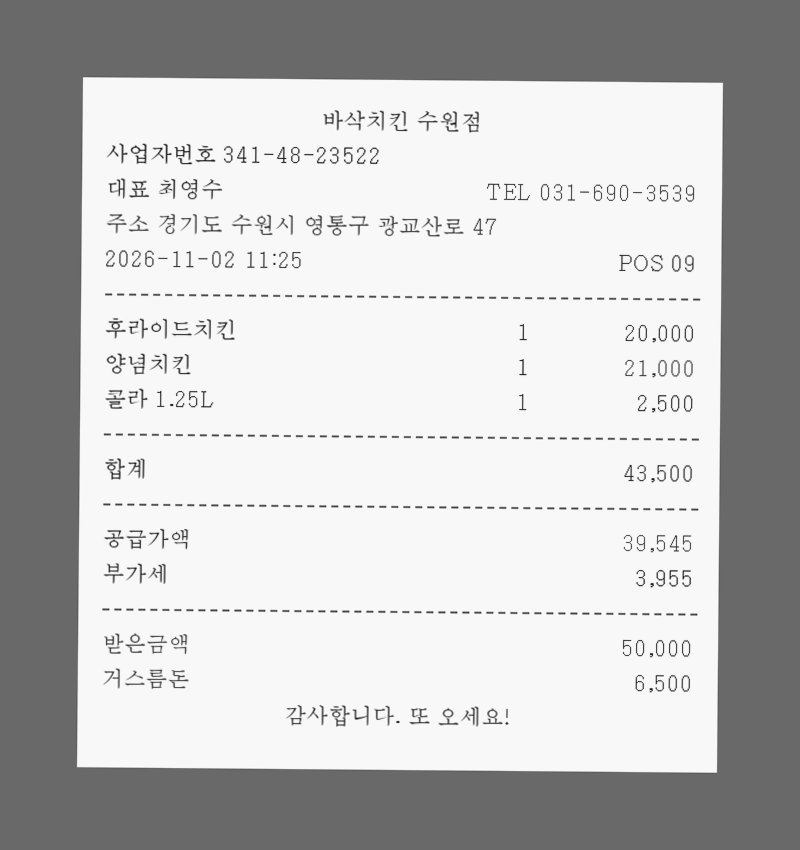 바삭치킨 수원점
사업자번호 341-48-23522
대표 최영수 TEL 031-690-3539
주소 경기도 수원시 영통구 광교산로 47
2026-11-02 11:25 POS 09
후라이드치킨 1 20,000
양념치킨 1 21,000
콜라 1.25L 1 2,500
합계 43,500
공급가액 39,545
부가세 3,955
받은금액 50,000
거스름돈 6,500
감사합니다. 또 오세요!